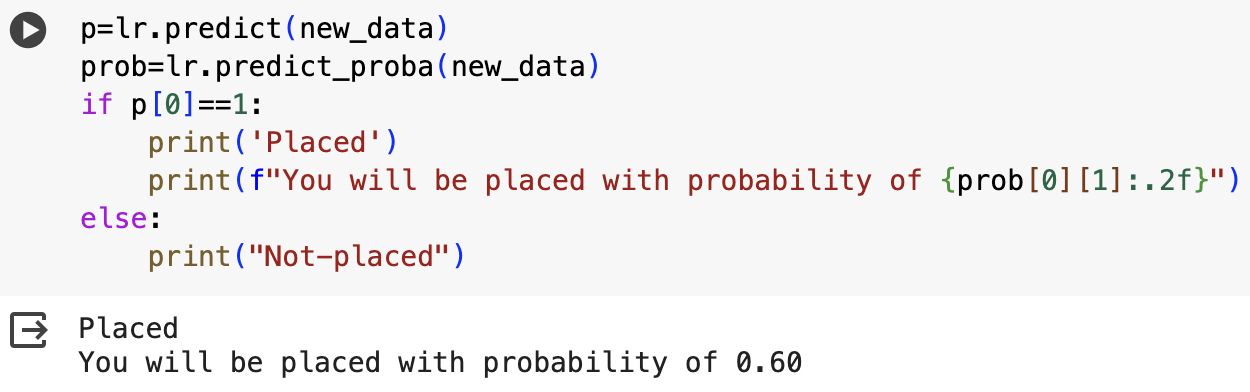 p=lr.predict(new_data)
prob=lr.predict_proba(new_data)
if p[0]==1:
    print('Placed')
    print(f"You will be placed with probability of {prob[0][1]:.2f}")
else:
    print("Not-placed")
Placed
You will be placed with probability of 0.60